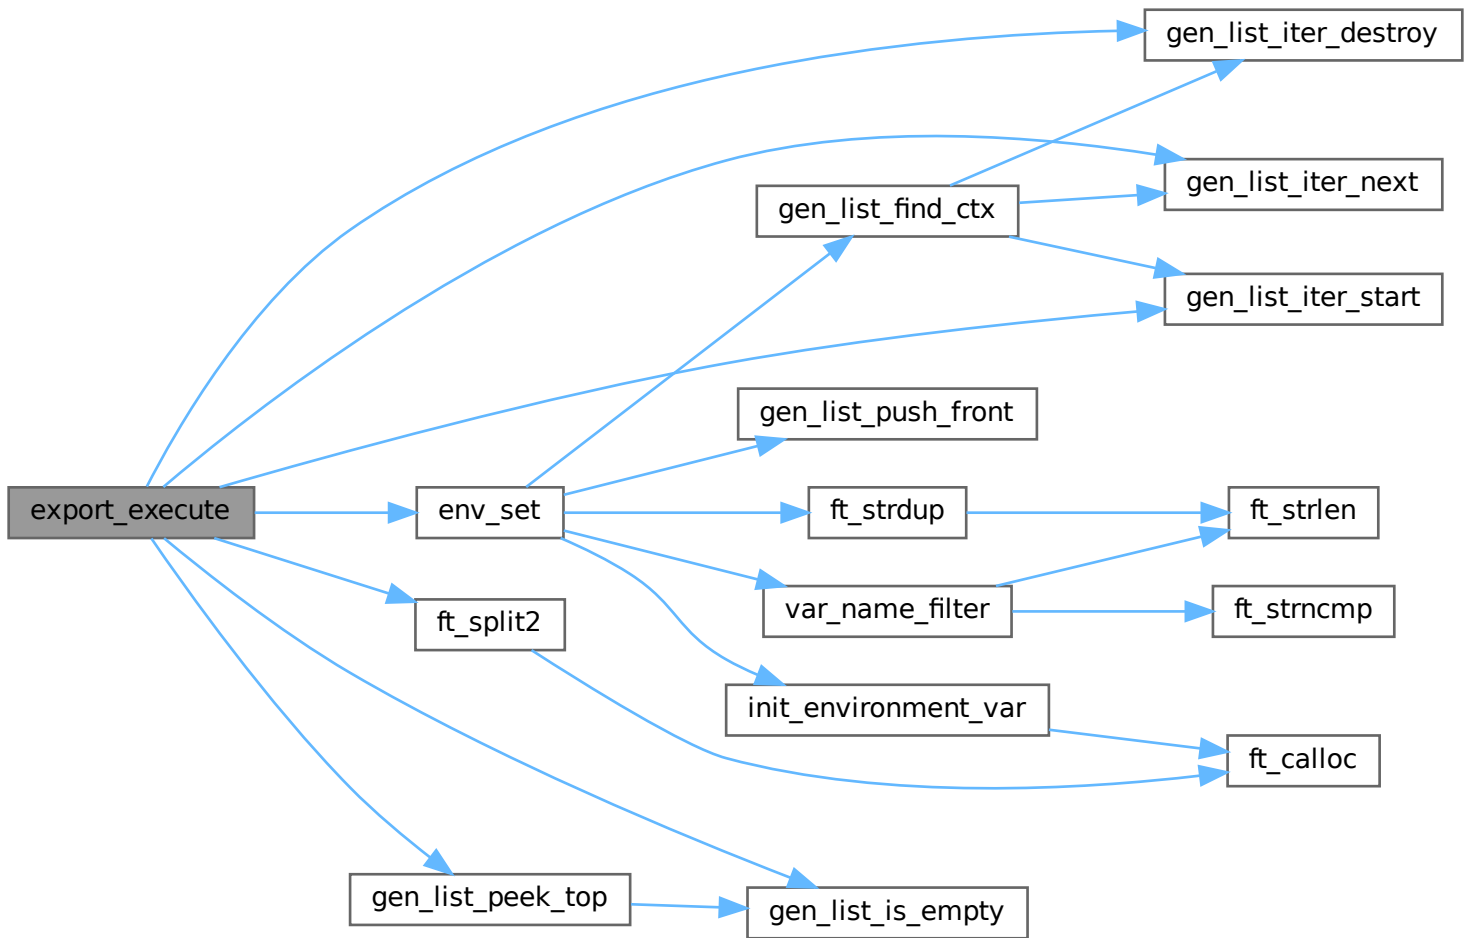 gen_list_iter_destroy
gen_list_iter_next
gen_list_find_ctx
gen_list_iter_start
gen_list_push_front
export_execute
env_set
ft_strdup
ft_strlen
ft_split2
var_name_filter
ft_strncmp
init_environment_var
ft_calloc
gen_list_peek_top
gen_list_is_empty